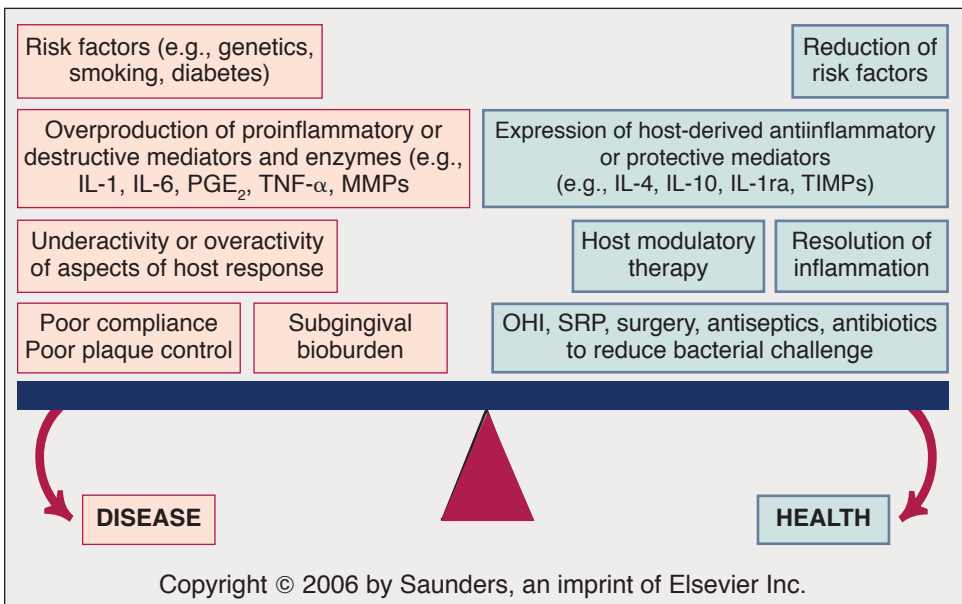 Risk factors (e.g., genetics,
smoking, diabetes)
Reduction of
risk factors
Overproduction of proinflammatory or
destructive mediators and enzymes (e.g.,
IL-1, IL-6, PGE₂, TNF-α, MMPs
Expression of host-derived antiinflammatory
or protective mediators
(e.g., IL-4, IL-10, IL-1ra, TIMPs)
Underactivity or overactivity
of aspects of host response
Host modulatory
therapy
Resolution of
inflammation
Poor compliance
Poor plaque control
Subgingival
bioburden
OHI, SRP, surgery, antiseptics, antibiotics
to reduce bacterial challenge
DISEASE
HEALTH
Copyright © 2006 by Saunders, an imprint of Elsevier Inc.